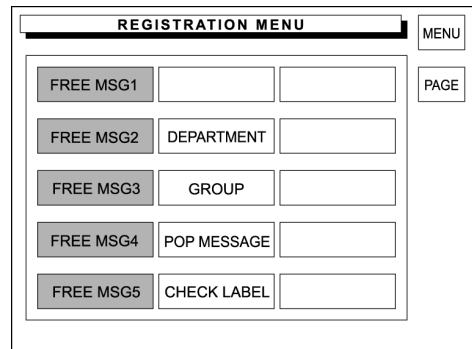 REGISTRATION MENU
MENU
PAGE
FREE MSG1
FREE MSG2 DEPARTMENT
FREE MSG3 GROUP
FREE MSG4 POP MESSAGE
FREE MSG5 CHECK LABEL